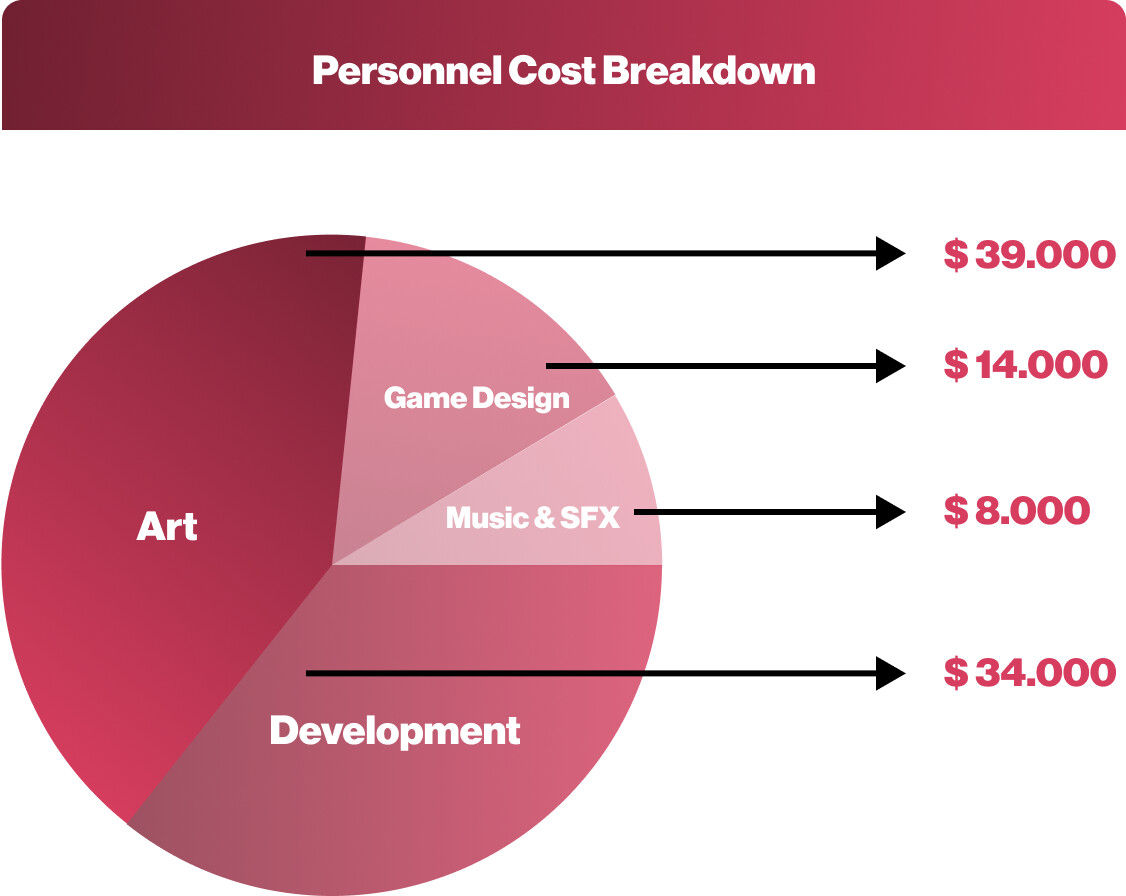 Personnel Cost Breakdown
$ 39.000
$ 14.000
Game Design
Music & SFX
$ 8.000
Art
$ 34.000
Development